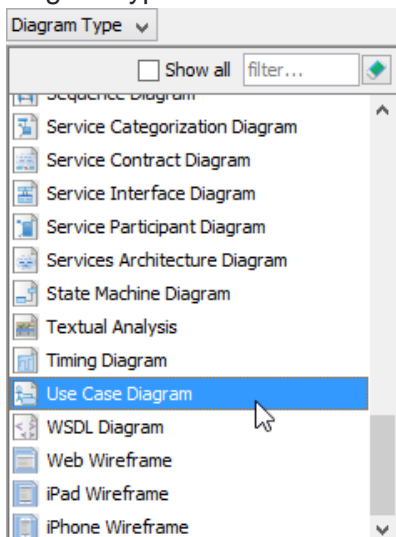 Diagram Type
Show all filter...
Sequence Diagram
Service Categorization Diagram
Service Contract Diagram
Service Interface Diagram
Service Participant Diagram
Services Architecture Diagram
State Machine Diagram
Textual Analysis
Timing Diagram
Use Case Diagram
WSDL Diagram
Web Wireframe
iPad Wireframe
iPhone Wireframe